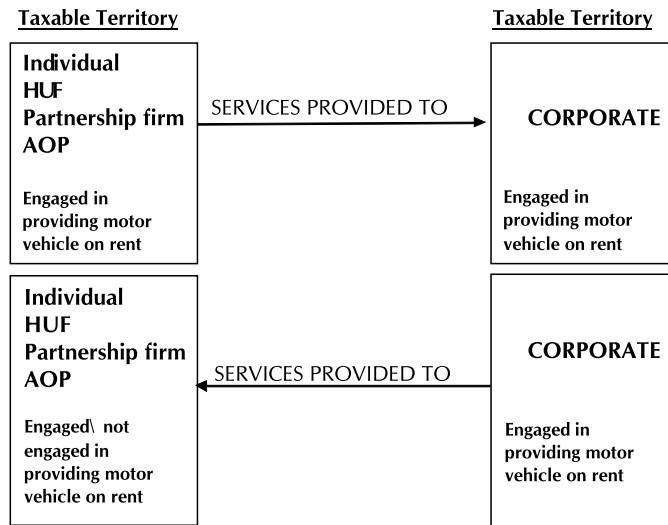 Taxable Territory
Taxable Territory
Individual
HUF
Partnership firm
AOP
Engaged in
providing motor
vehicle on rent
SERVICES PROVIDED TO
CORPORATE
Engaged in
providing motor
vehicle on rent
Individual
HUF
Partnership firm
AOP
Engaged\ not
engaged in
providing motor
vehicle on rent
SERVICES PROVIDED TO
CORPORATE
Engaged in
providing motor
vehicle on rent